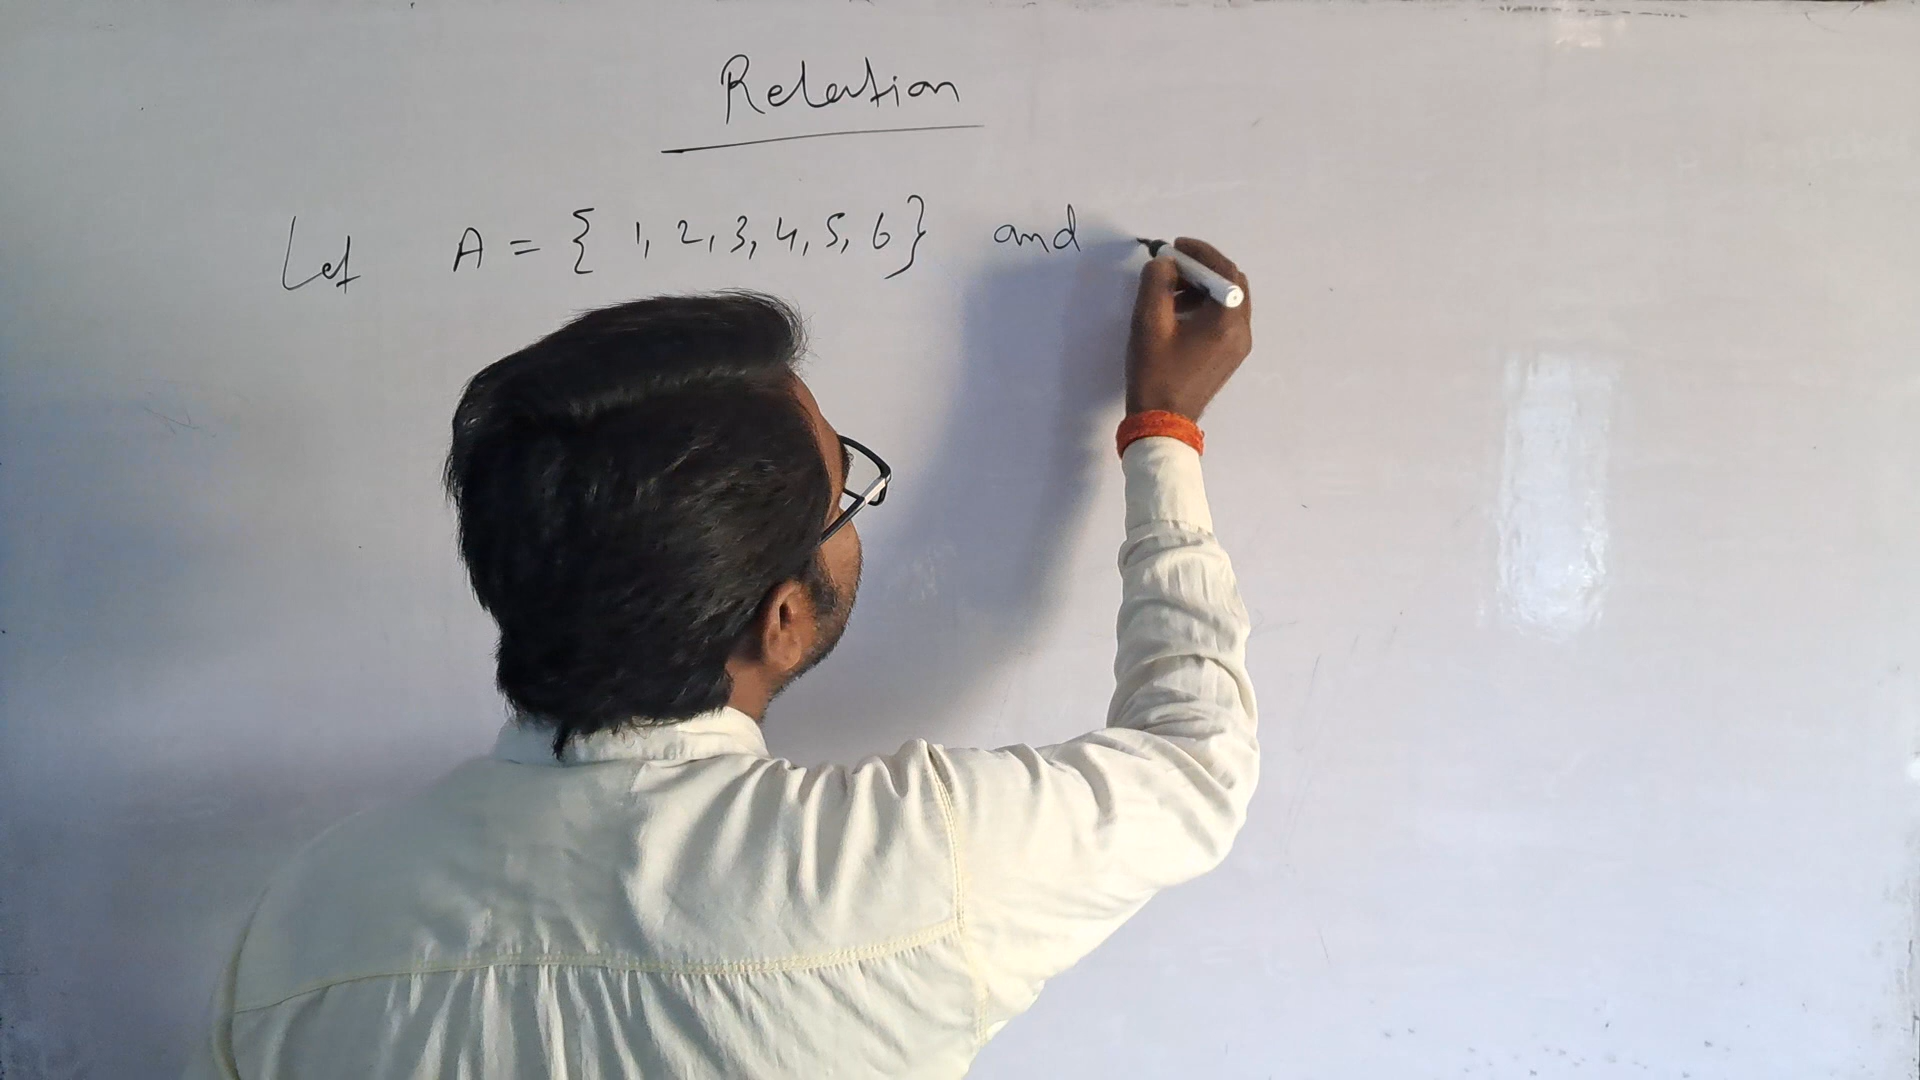 Relation
Let A = { 1, 2, 3, 4, 5, 6 } and